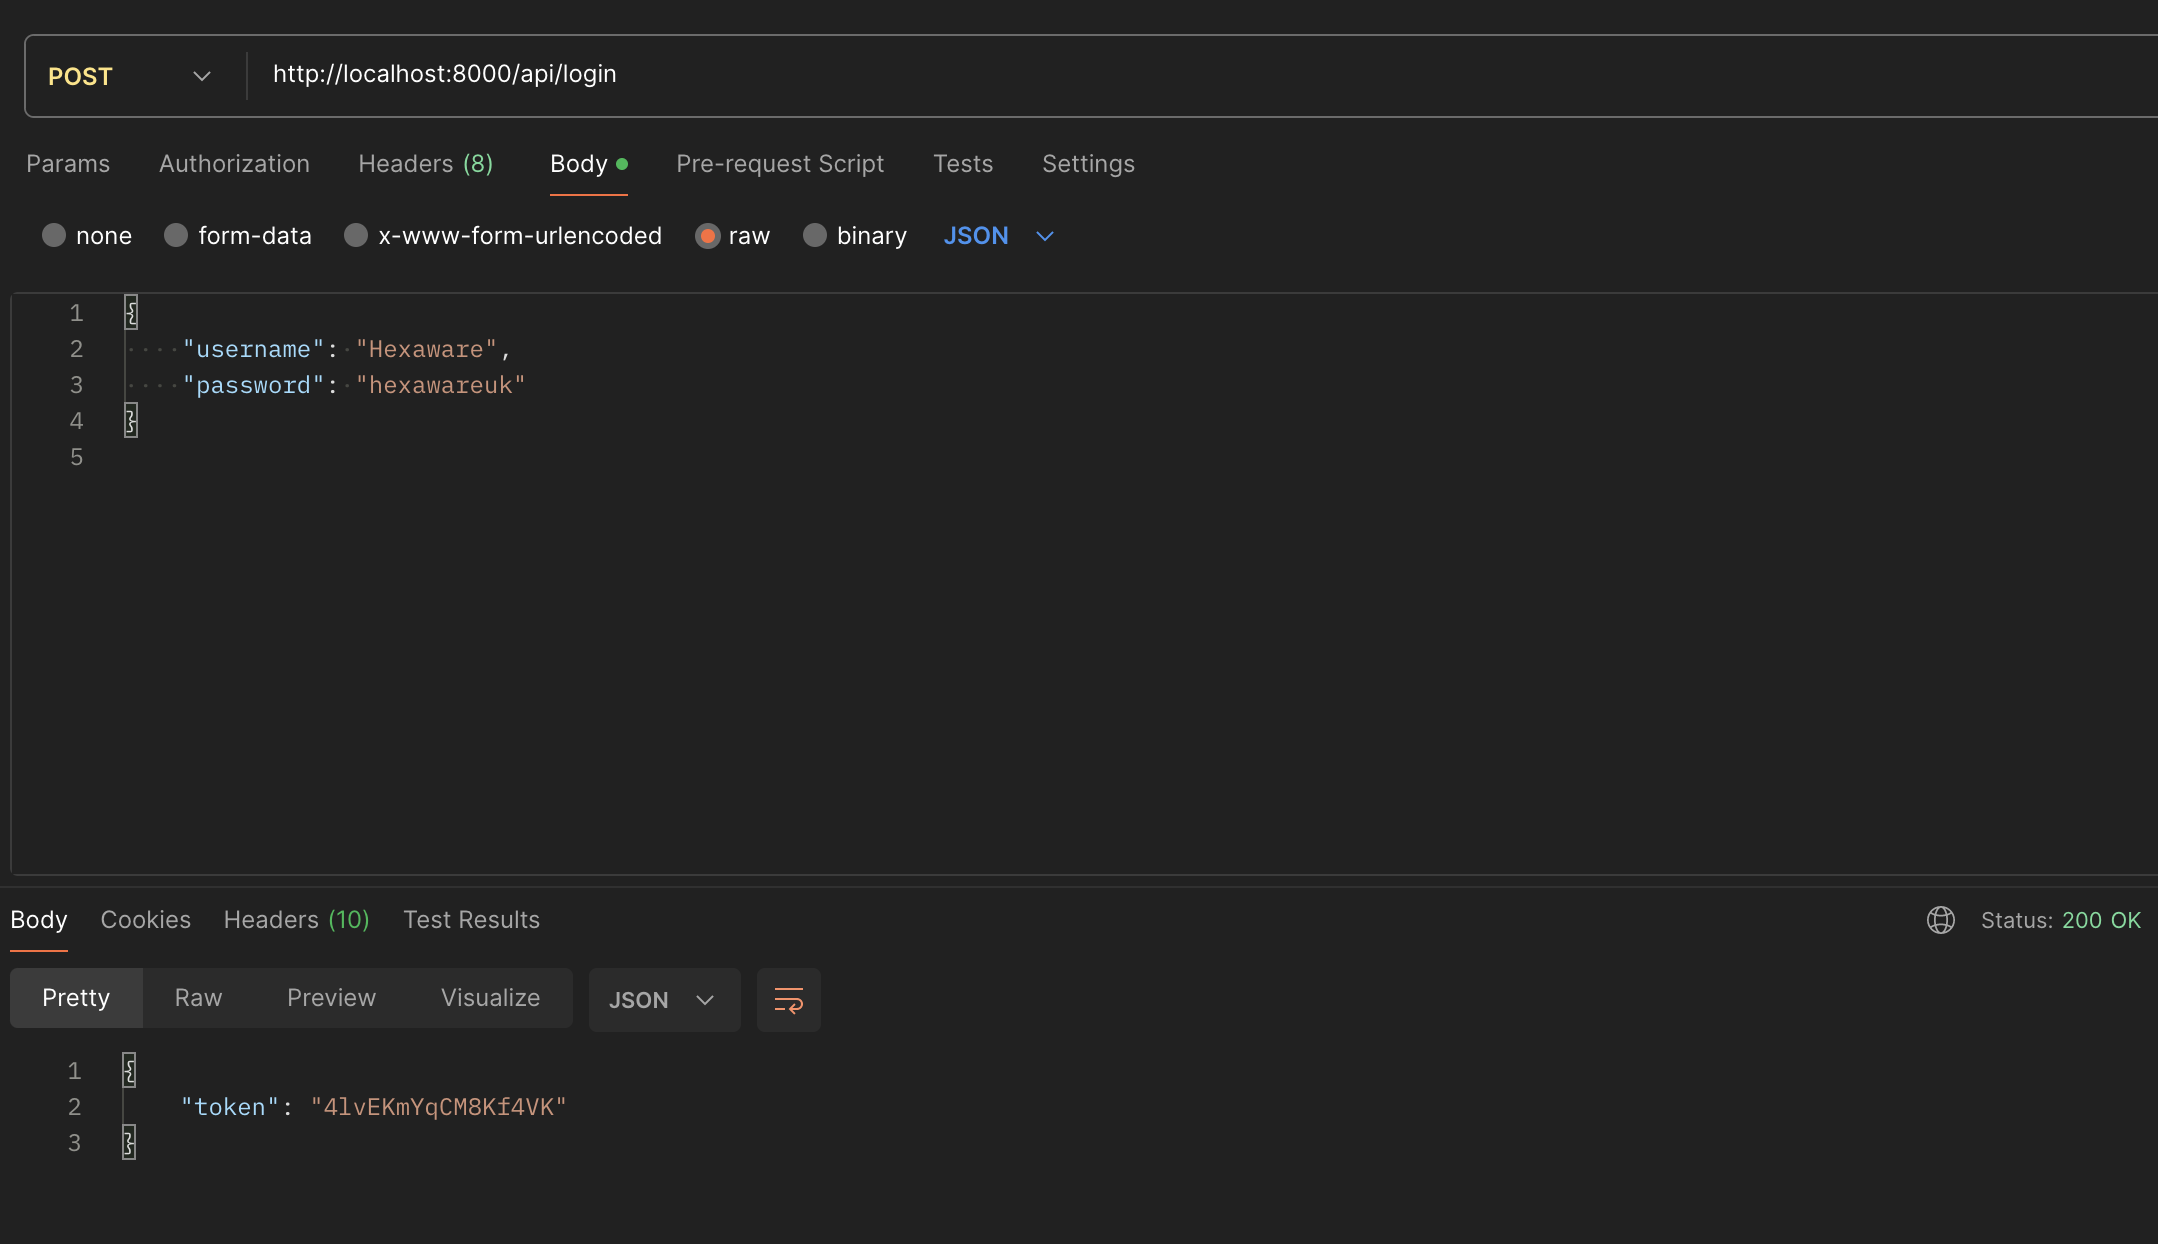 POST http://localhost:8000/api/login
Params Authorization Headers (8) Body Pre-request Script Tests Settings
none form-data x-www-form-urlencoded raw binary JSON
1 {
2 "username": "Hexaware",
3 "password": "hexawareuk"
4 }
5
Body Cookies Headers (10) Test Results Status: 200 OK
Pretty Raw Preview Visualize JSON
1 {
2 "token": "4lvEKmYqCM8Kf4VK"
3 }